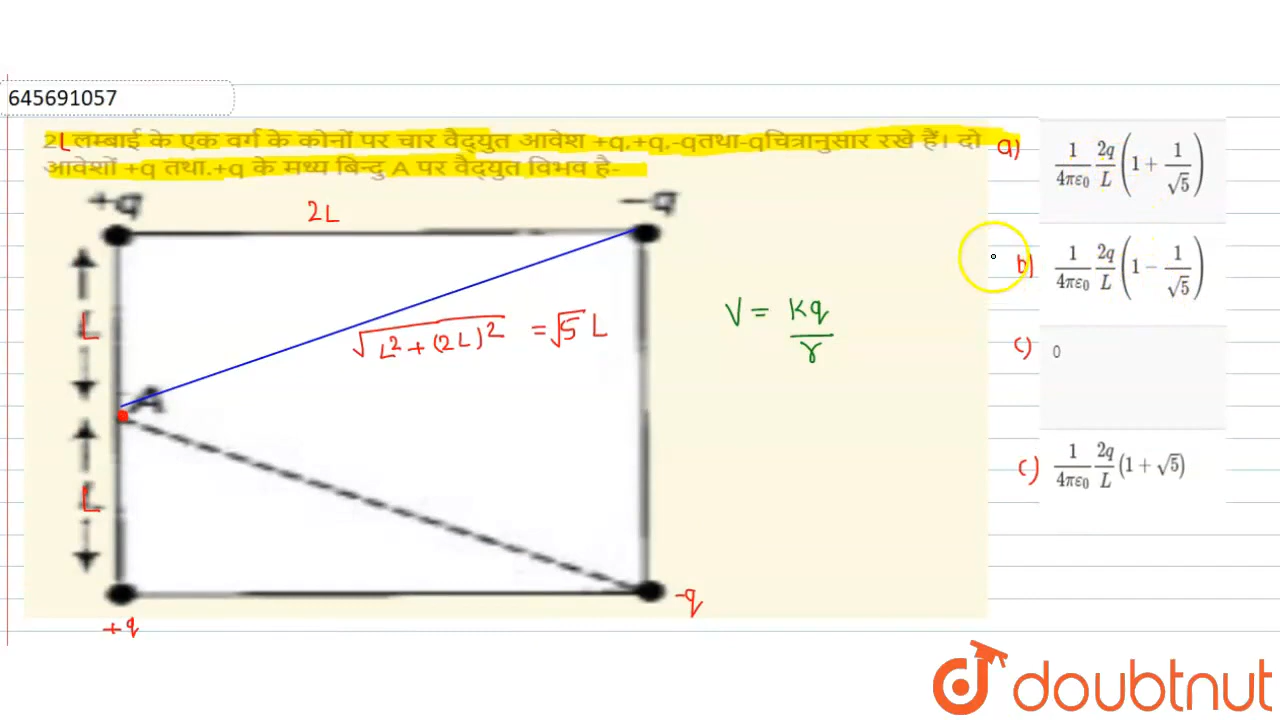 645691057
2L लम्बाई के एक वर्ग के कोनों पर चार वैद्युत आवेश +q,+q,-qतथा-qचित्रानुसार रखे हैं। दो
आवेशों +q तथा.+q के मध्य बिन्दु A पर वैद्युत विभव है-
+q 2L -q
L
A
L
+q
-q
√L²+(2L)² = √5 L
V = Kq/r
a) 1/4πε₀ 2q/L (1 + 1/√5)
b) 1/4πε₀ 2q/L (1 − 1/√5)
c) 0
c) 1/4πε₀ 2q/L (1 + √5)
doubtnut